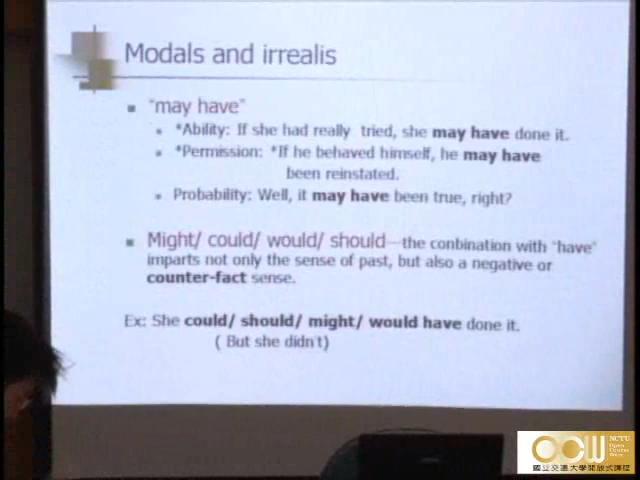 Modals and irrealis
"may have"
*Ability: If she had really tried, she may have done it.
*Permission: *If he behaved himself, he may have
been reinstated.
Probability: Well, it may have been true, right?
Might/ could/ would/ should—the conbination with "have"
imparts not only the sense of past, but also a negative or
counter-fact sense.
Ex: She could/ should/ might/ would have done it.
( But she didn't)
OCW
NCTU
Open
Course
Ware
國立交通大學開放式課程